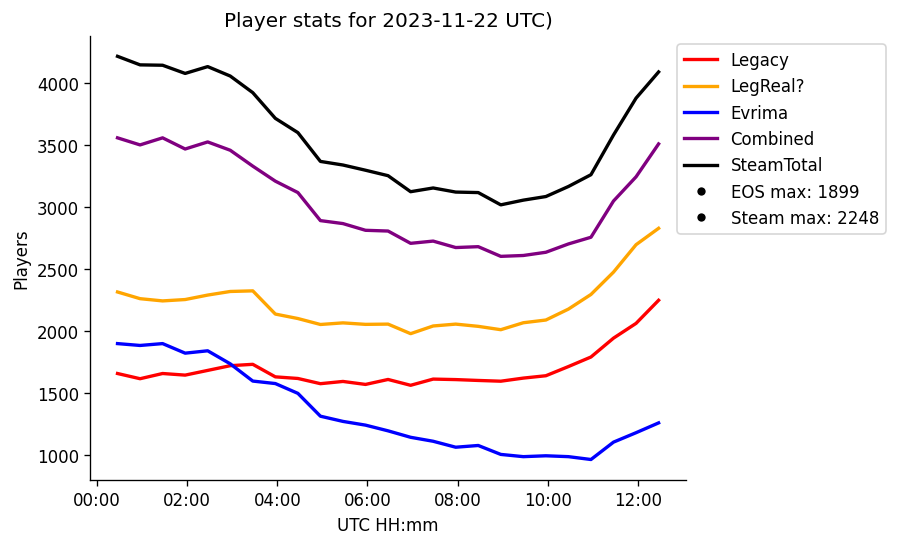 Player stats for 2023-11-22 UTC)
Legacy
LegReal?
Evrima
Combined
SteamTotal
EOS max: 1899
Steam max: 2248
Players
4000
3500
3000
2500
2000
1500
1000
00:00 02:00 04:00 06:00 08:00 10:00 12:00
UTC HH:mm